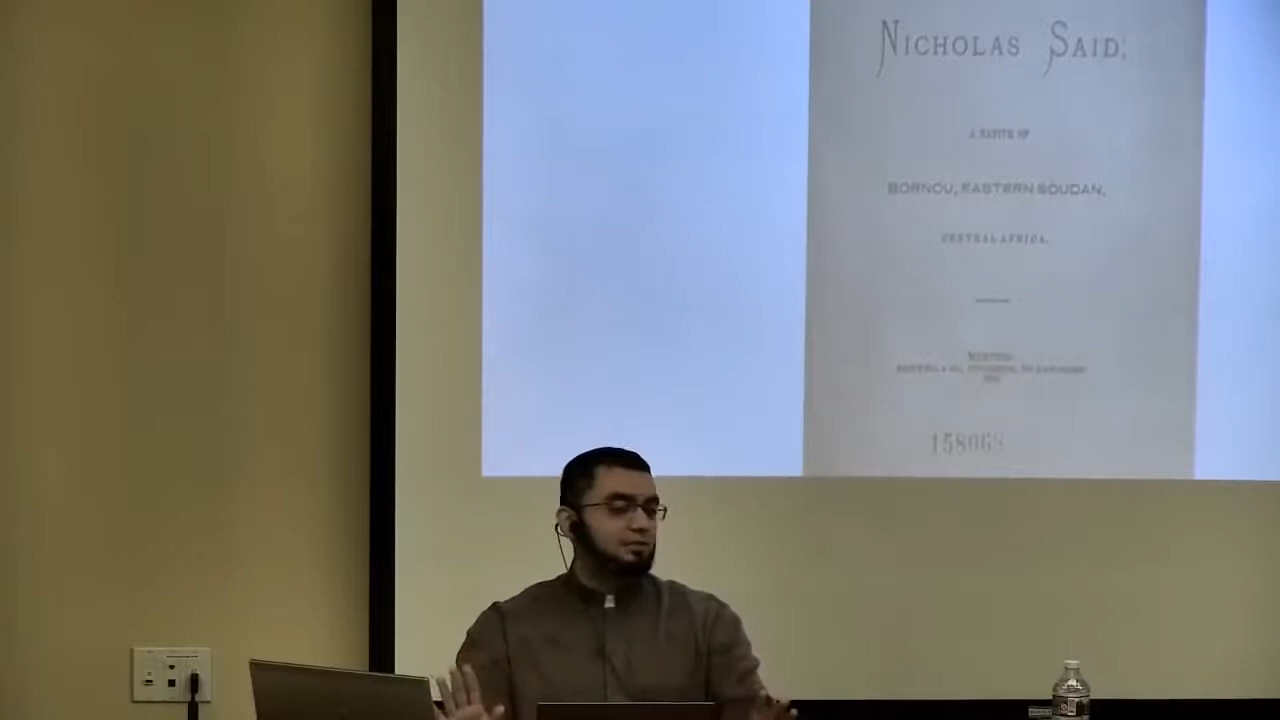 NICHOLAS SAID;
A NATIVE OF
BORNOU, EASTERN SOUDAN,
CENTRAL AFRICA.
158068